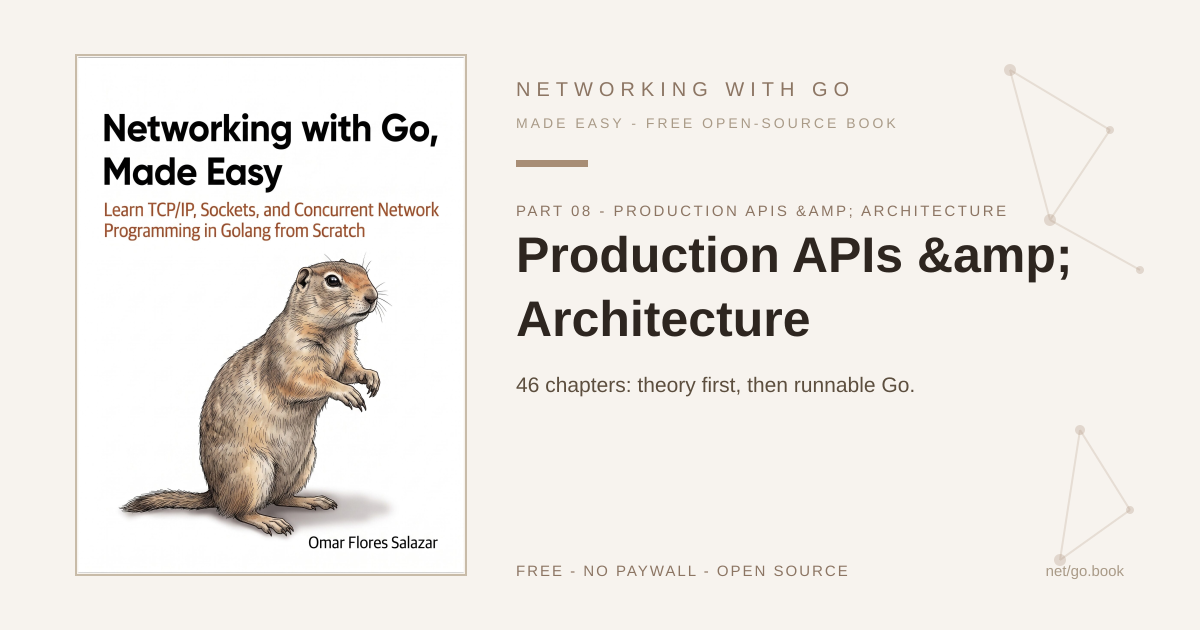 Networking with Go,
Made Easy
Learn TCP/IP, Sockets, and Concurrent Network
Programming in Golang from Scratch
Omar Flores Salazar
NETWORKING WITH GO
MADE EASY - FREE OPEN-SOURCE BOOK
PART 08 - PRODUCTION APIS &AMP; ARCHITECTURE
Production APIs &amp;
Architecture
46 chapters: theory first, then runnable Go.
FREE - NO PAYWALL - OPEN SOURCE
net/go.book